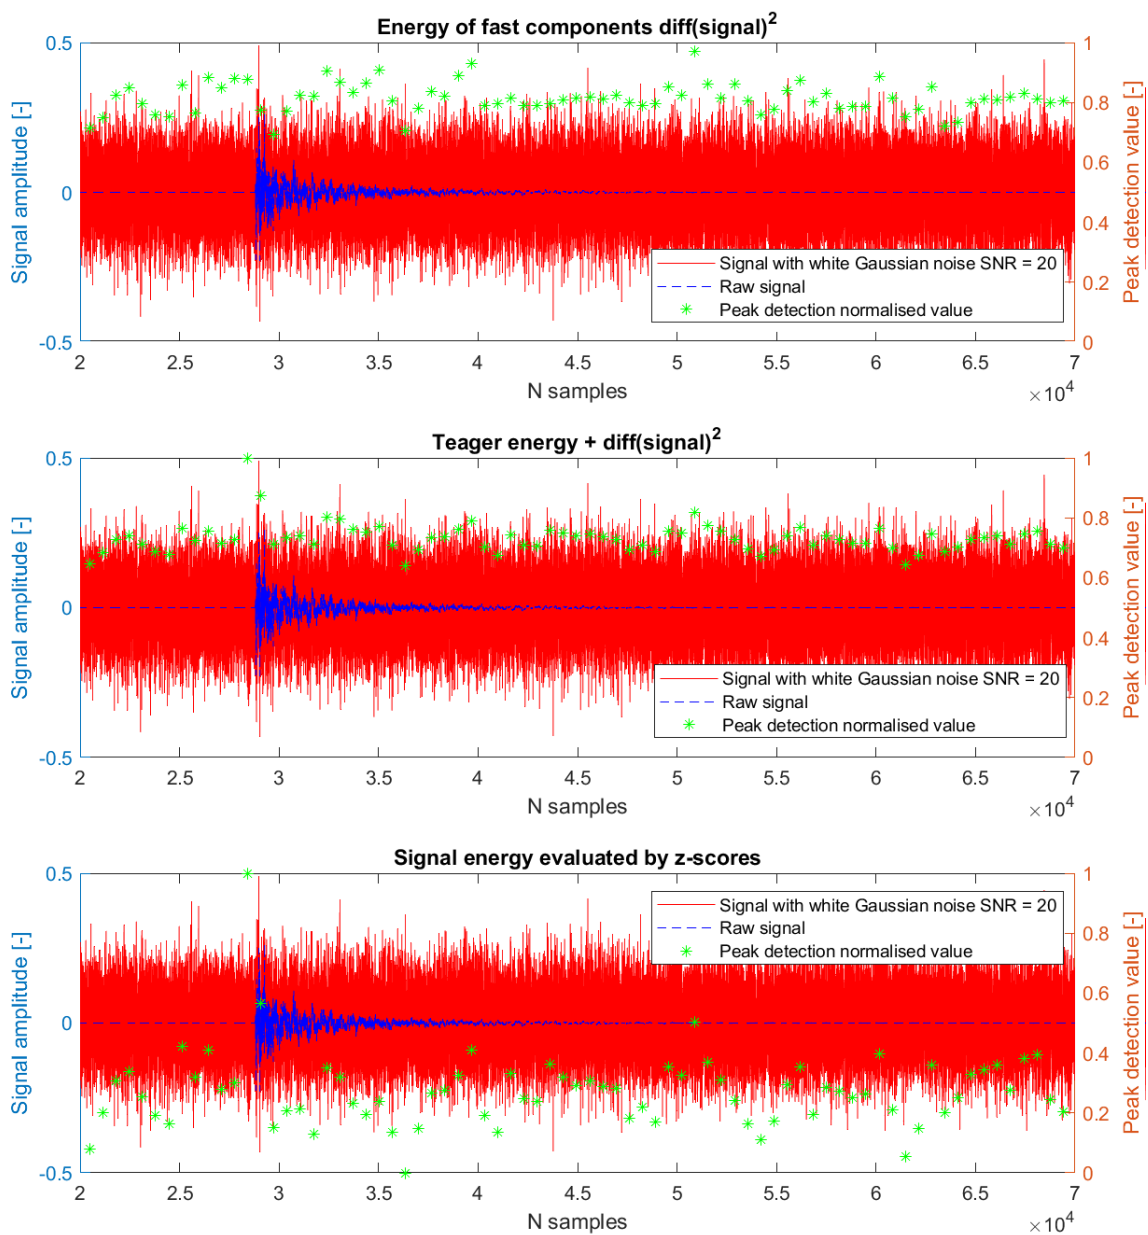 Energy of fast components diff(signal)²
Signal amplitude [-]
Peak detection value [-]
0.5
0
-0.5
1
0.8
0.6
0.4
0.2
0
Signal with white Gaussian noise SNR = 20
Raw signal
Peak detection normalised value
2 2.5 3 3.5 4 4.5 5 5.5 6 6.5 7
N samples
×10⁴
Teager energy + diff(signal)²
Signal amplitude [-]
Peak detection value [-]
0.5
0
-0.5
1
0.8
0.6
0.4
0.2
0
Signal with white Gaussian noise SNR = 20
Raw signal
Peak detection normalised value
2 2.5 3 3.5 4 4.5 5 5.5 6 6.5 7
N samples
×10⁴
Signal energy evaluated by z-scores
Signal amplitude [-]
Peak detection value [-]
0.5
0
-0.5
1
0.8
0.6
0.4
0.2
0
Signal with white Gaussian noise SNR = 20
Raw signal
Peak detection normalised value
2 2.5 3 3.5 4 4.5 5 5.5 6 6.5 7
N samples
×10⁴